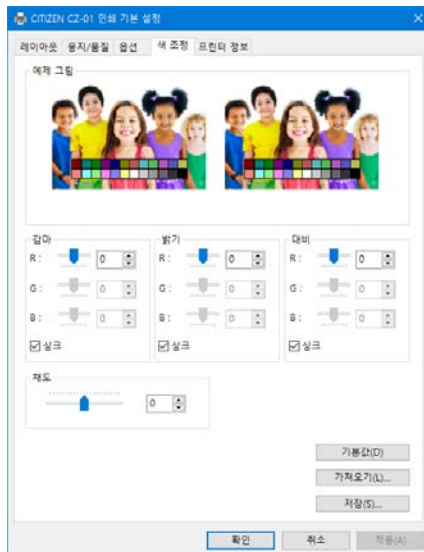 CITIZEN CZ-01 인쇄 기본 설정
레이아웃 용지/품질 옵션 색 조정 프린터 정보
예제 그림
감마 밝기 대비
R : 0 R : 0 R : 0
G : 0 G : 0 G : 0
B : 0 B : 0 B : 0
싱크 싱크 싱크
채도
0
기본값(D)
가져오기(L)...
저장(S)...
확인 취소 적용(A)